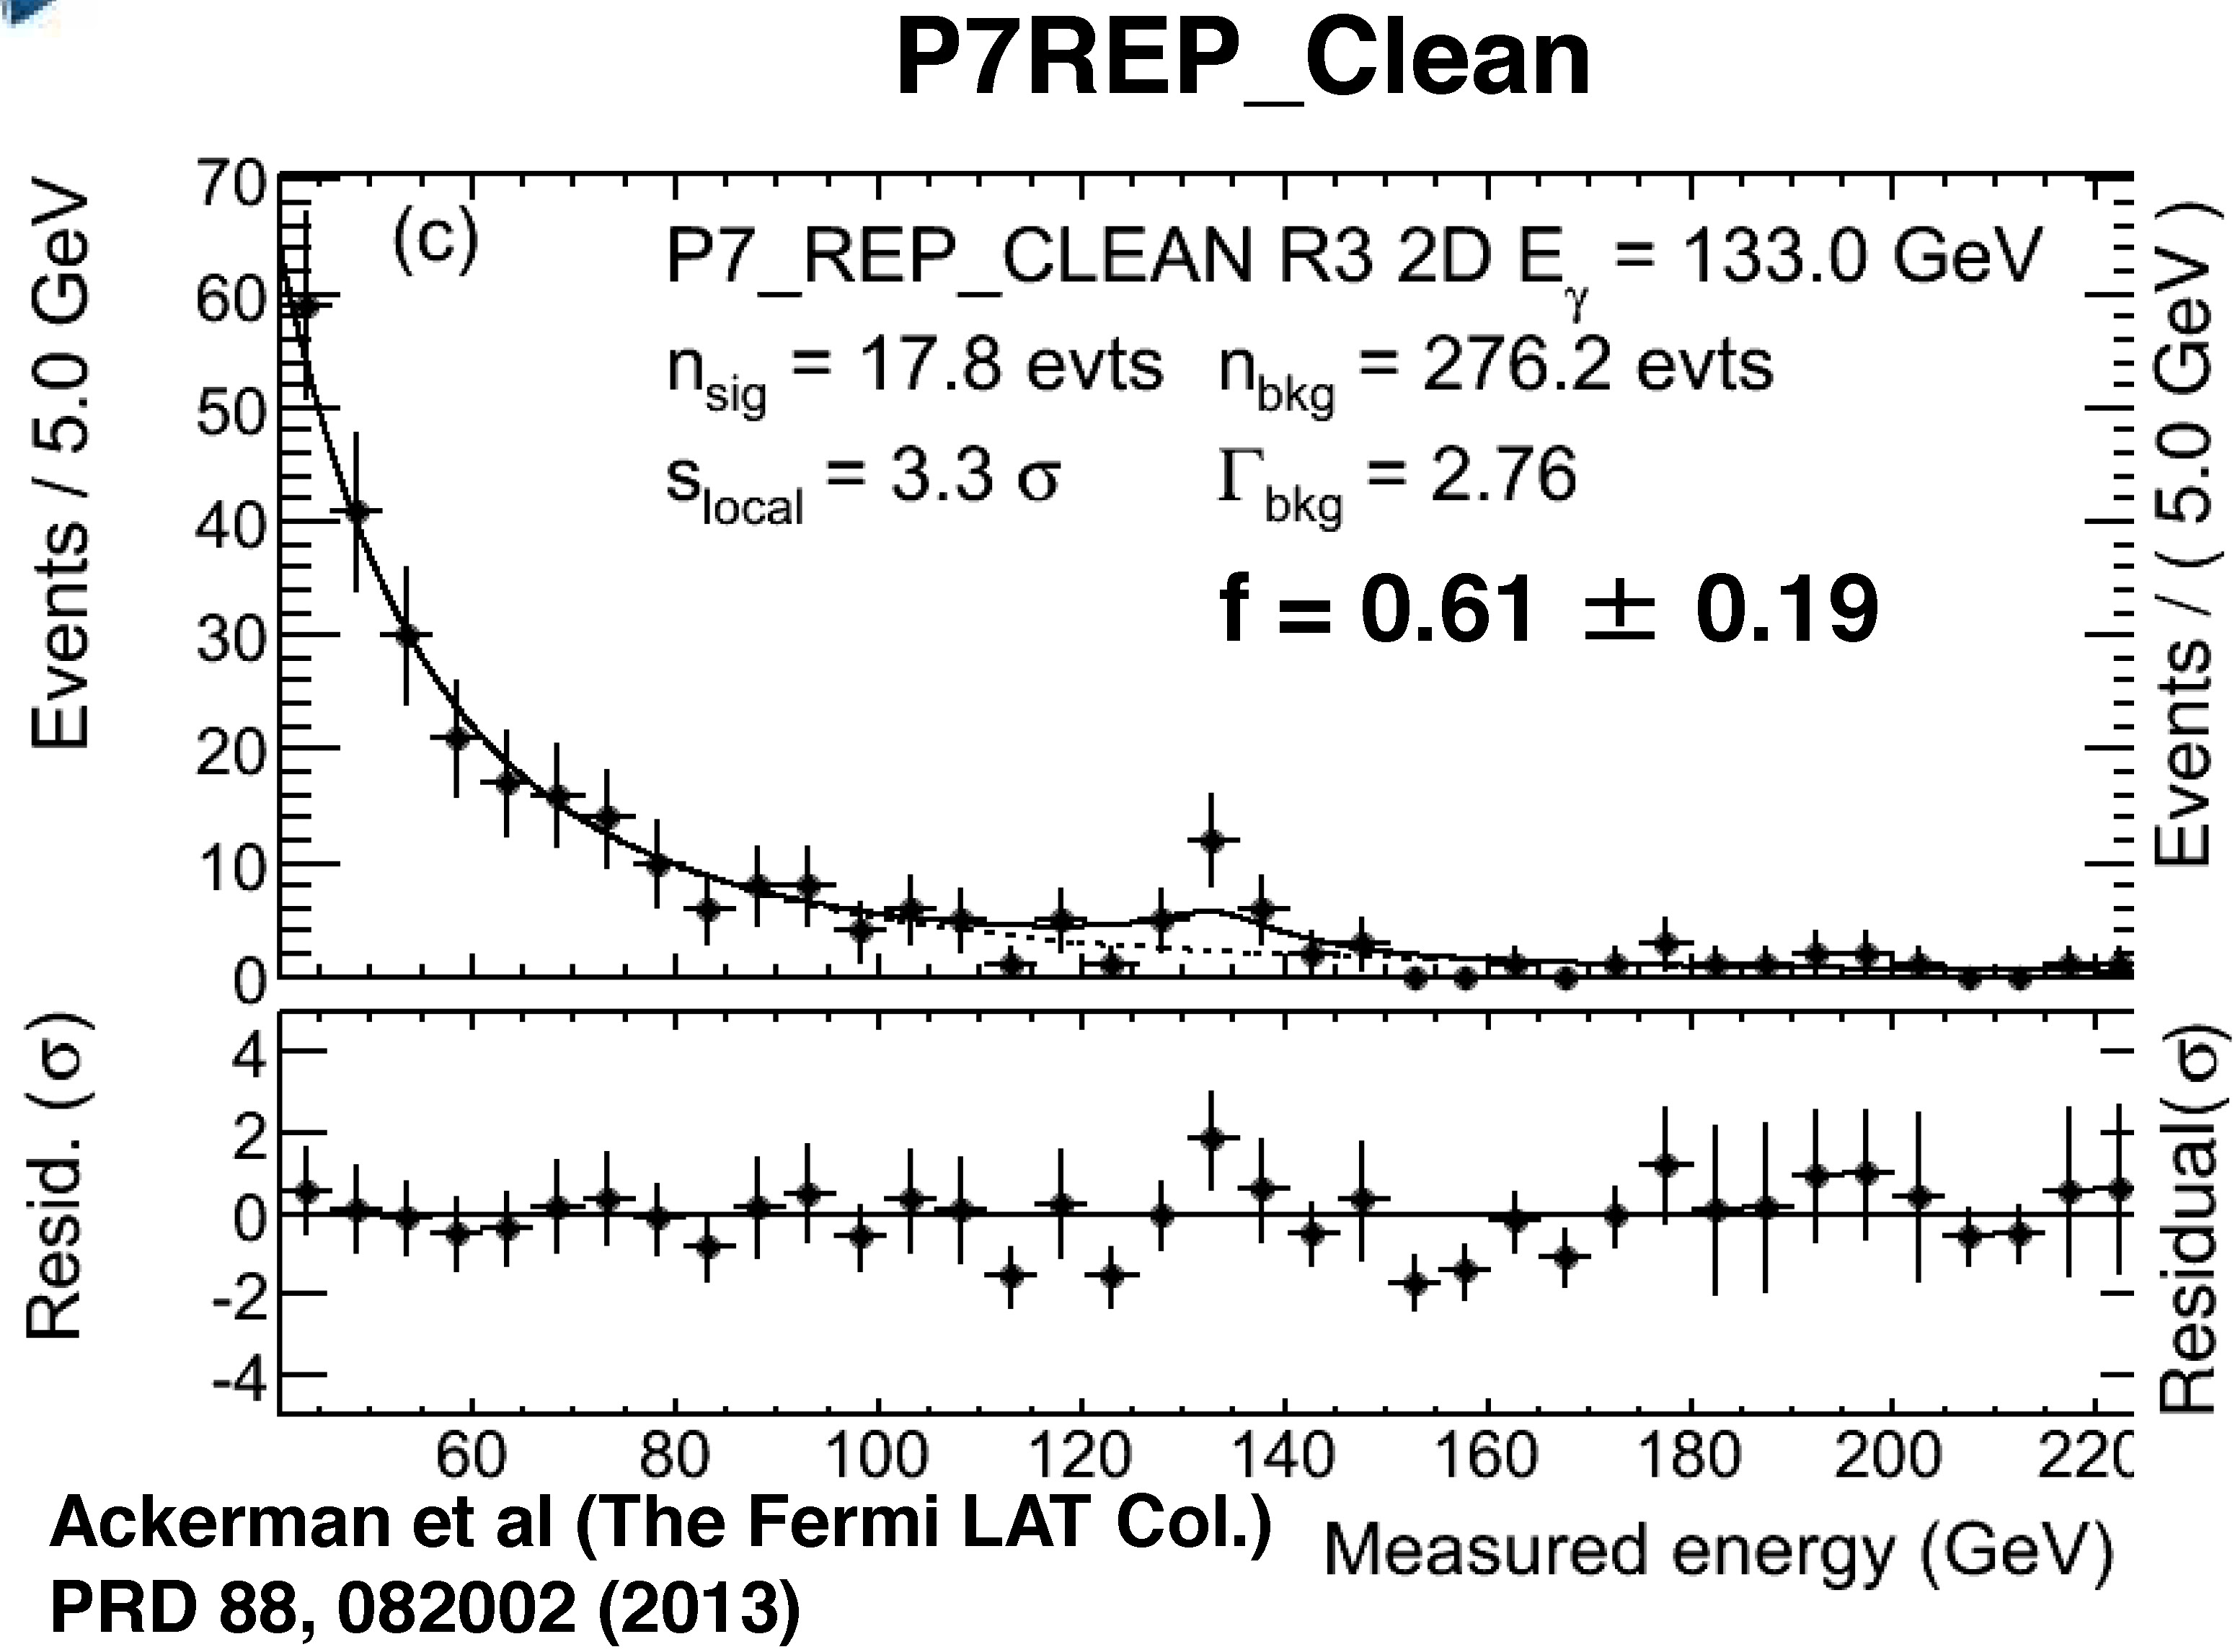 P7REP_Clean
Events / 5.0 GeV
70
60
50
40
30
20
10
0
(c)
P7_REP_CLEAN R3 2D Eγ = 133.0 GeV
nsig = 17.8 evts nbkg = 276.2 evts
slocal = 3.3 σ Γbkg = 2.76
f = 0.61 ± 0.19
Events / ( 5.0 GeV )
Resid. (σ)
4
2
0
-2
-4
Residual(σ)
60 80 100 120 140 160 180 200 220
Measured energy (GeV)
Ackerman et al (The Fermi LAT Col.)
PRD 88, 082002 (2013)